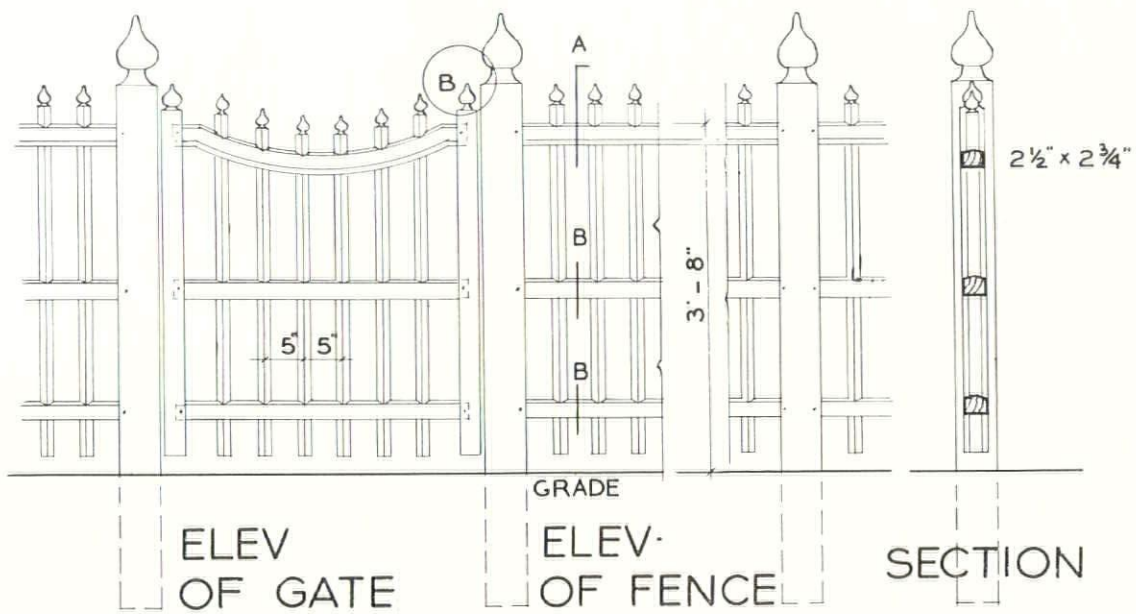 A
B
2½" x 2¾"
B
3'-8"
5" 5"
B
GRADE
ELEV
OF GATE
ELEV.
OF FENCE
SECTION